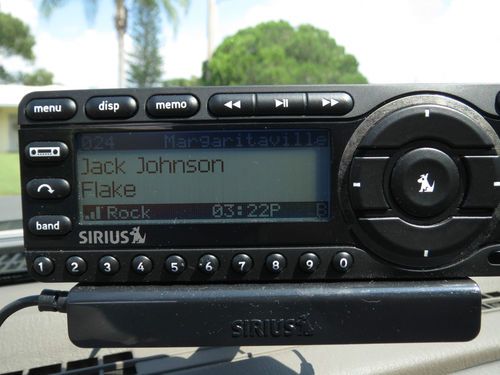 menu disp memo
024 Margaritaville
Jack Johnson
Flake
Rock 03:22P B
band
SIRIUS
1 2 3 4 5 6 7 8 9 0
SIRIUS